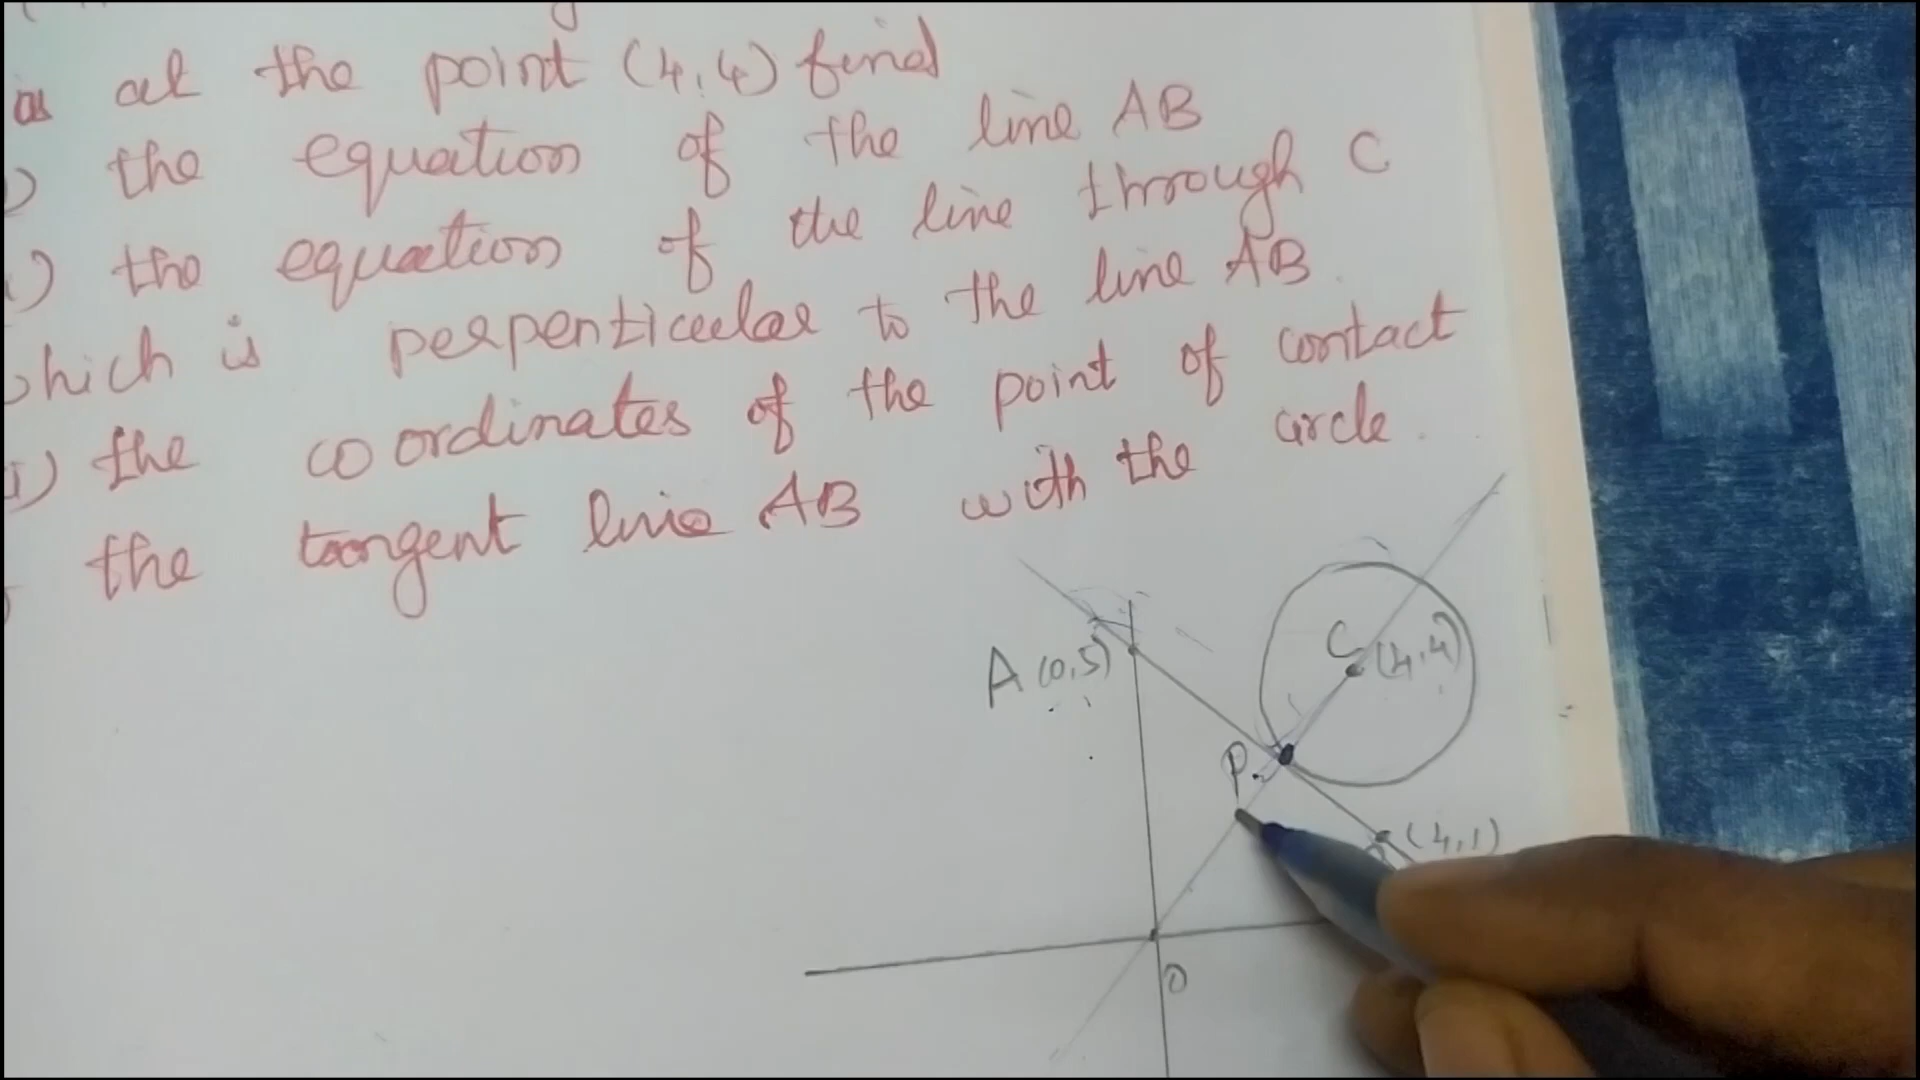 is at the point (4,4) find
) the equation of the line AB
) the equation of the line through C
which is perpenticular to the line AB.
) the coordinates of the point of contact
the tangent line AB with the circle.
A (0,5)
C (4,4)
P.
(4,1)
O